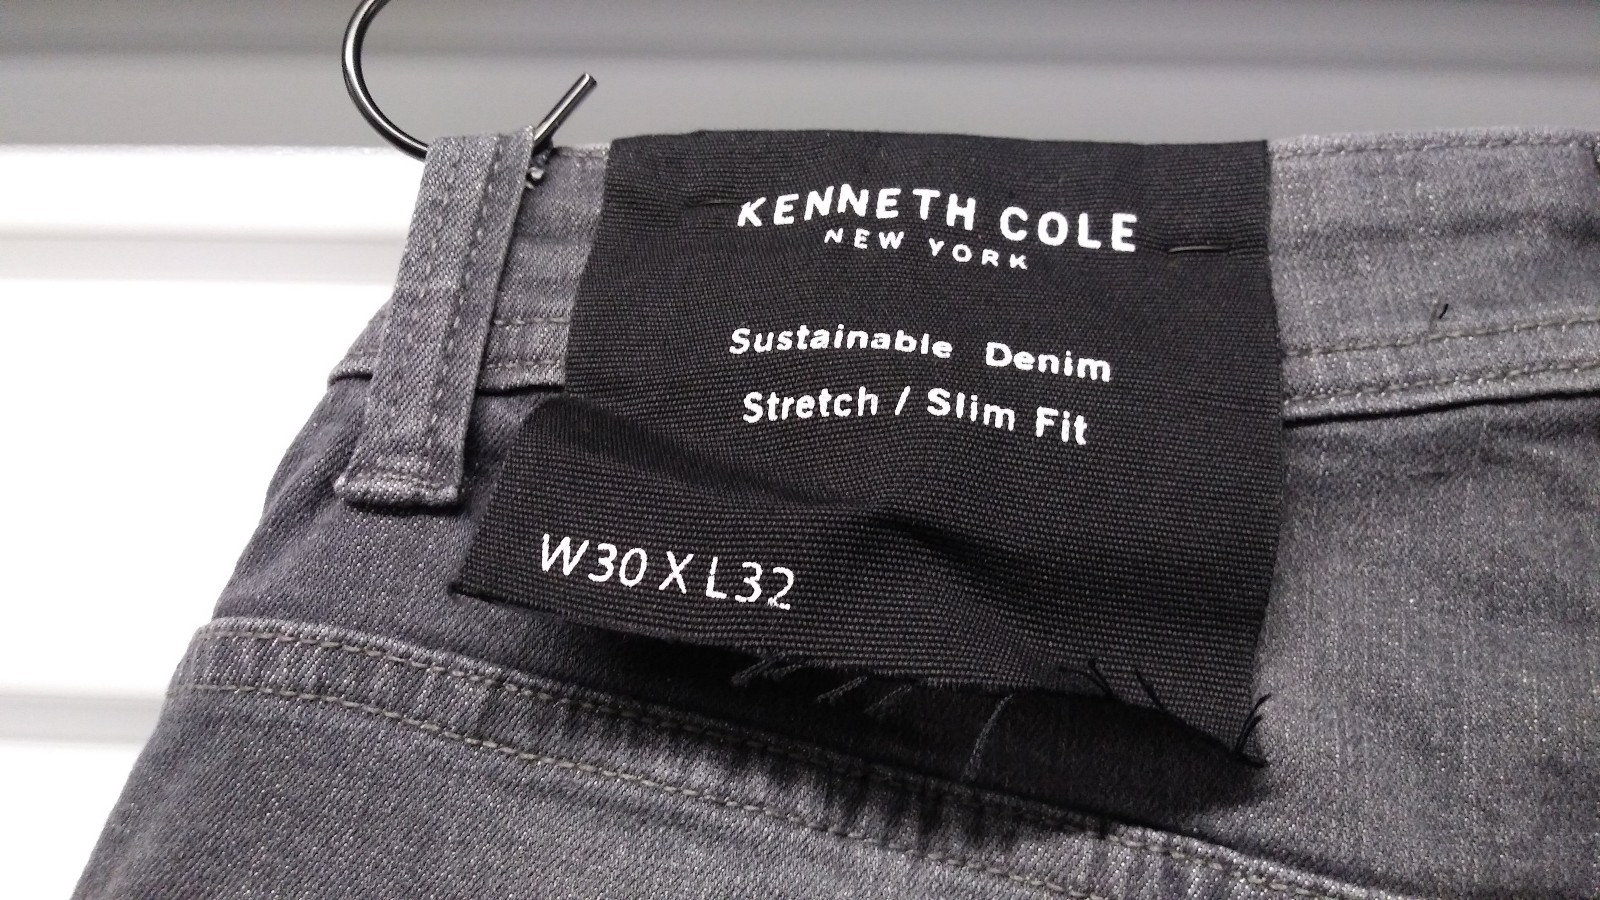 KENNETH COLE
NEW YORK
Sustainable Denim
Stretch / Slim Fit
W30 X L32